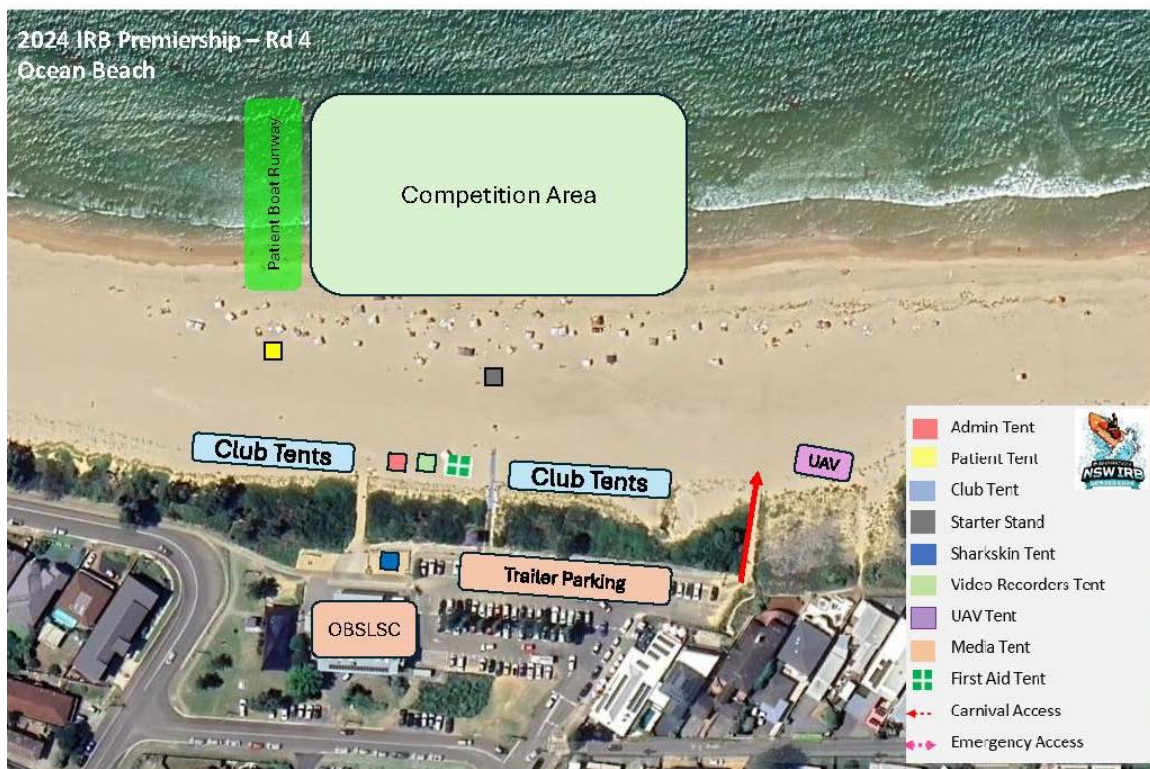 2024 IRB Premiership – Rd 4
Ocean Beach
Patient Boat Runway
Competition Area
Club Tents
Club Tents
UAV
Trailer Parking
OBSLSC
Admin Tent
Patient Tent
Club Tent
Starter Stand
Sharkskin Tent
Video Recorders Tent
UAV Tent
Media Tent
First Aid Tent
Carnival Access
Emergency Access
NSW IRB